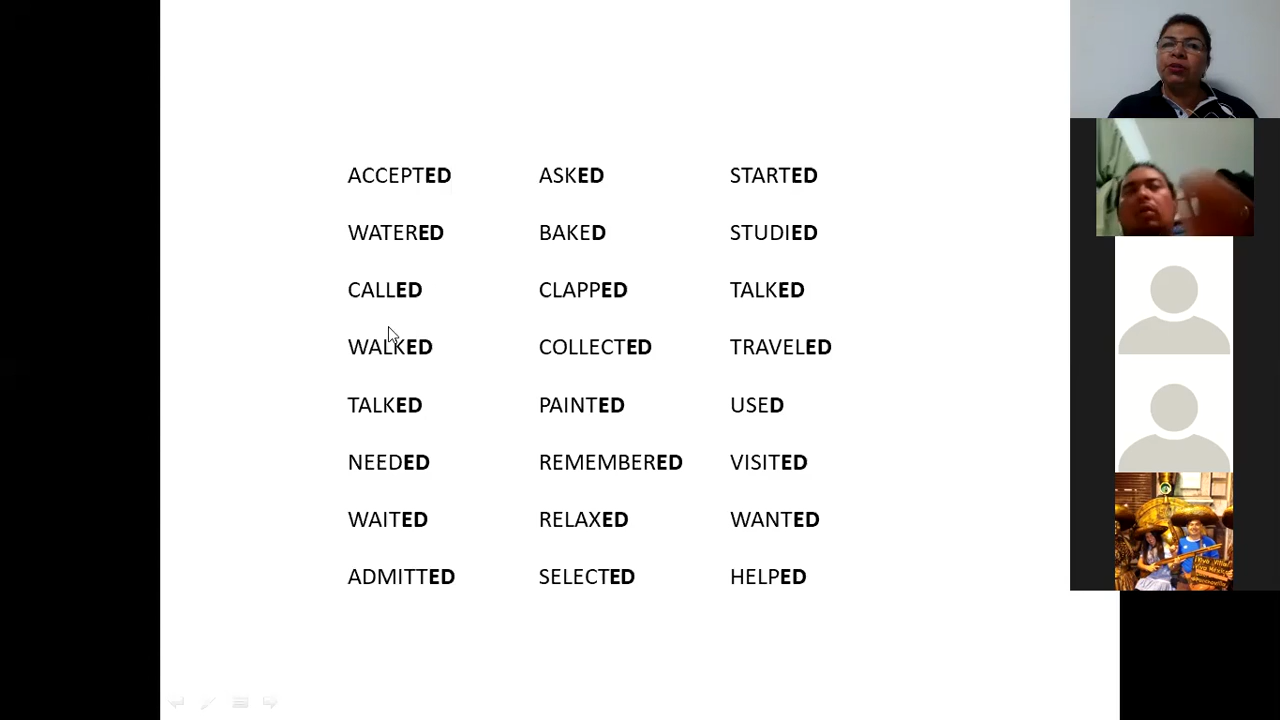 ACCEPTED ASKED STARTED
WATERED BAKED STUDIED
CALLED CLAPPED TALKED
WALKED COLLECTED TRAVELED
TALKED PAINTED USED
NEEDED REMEMBERED VISITED
WAITED RELAXED WANTED
ADMITTED SELECTED HELPED